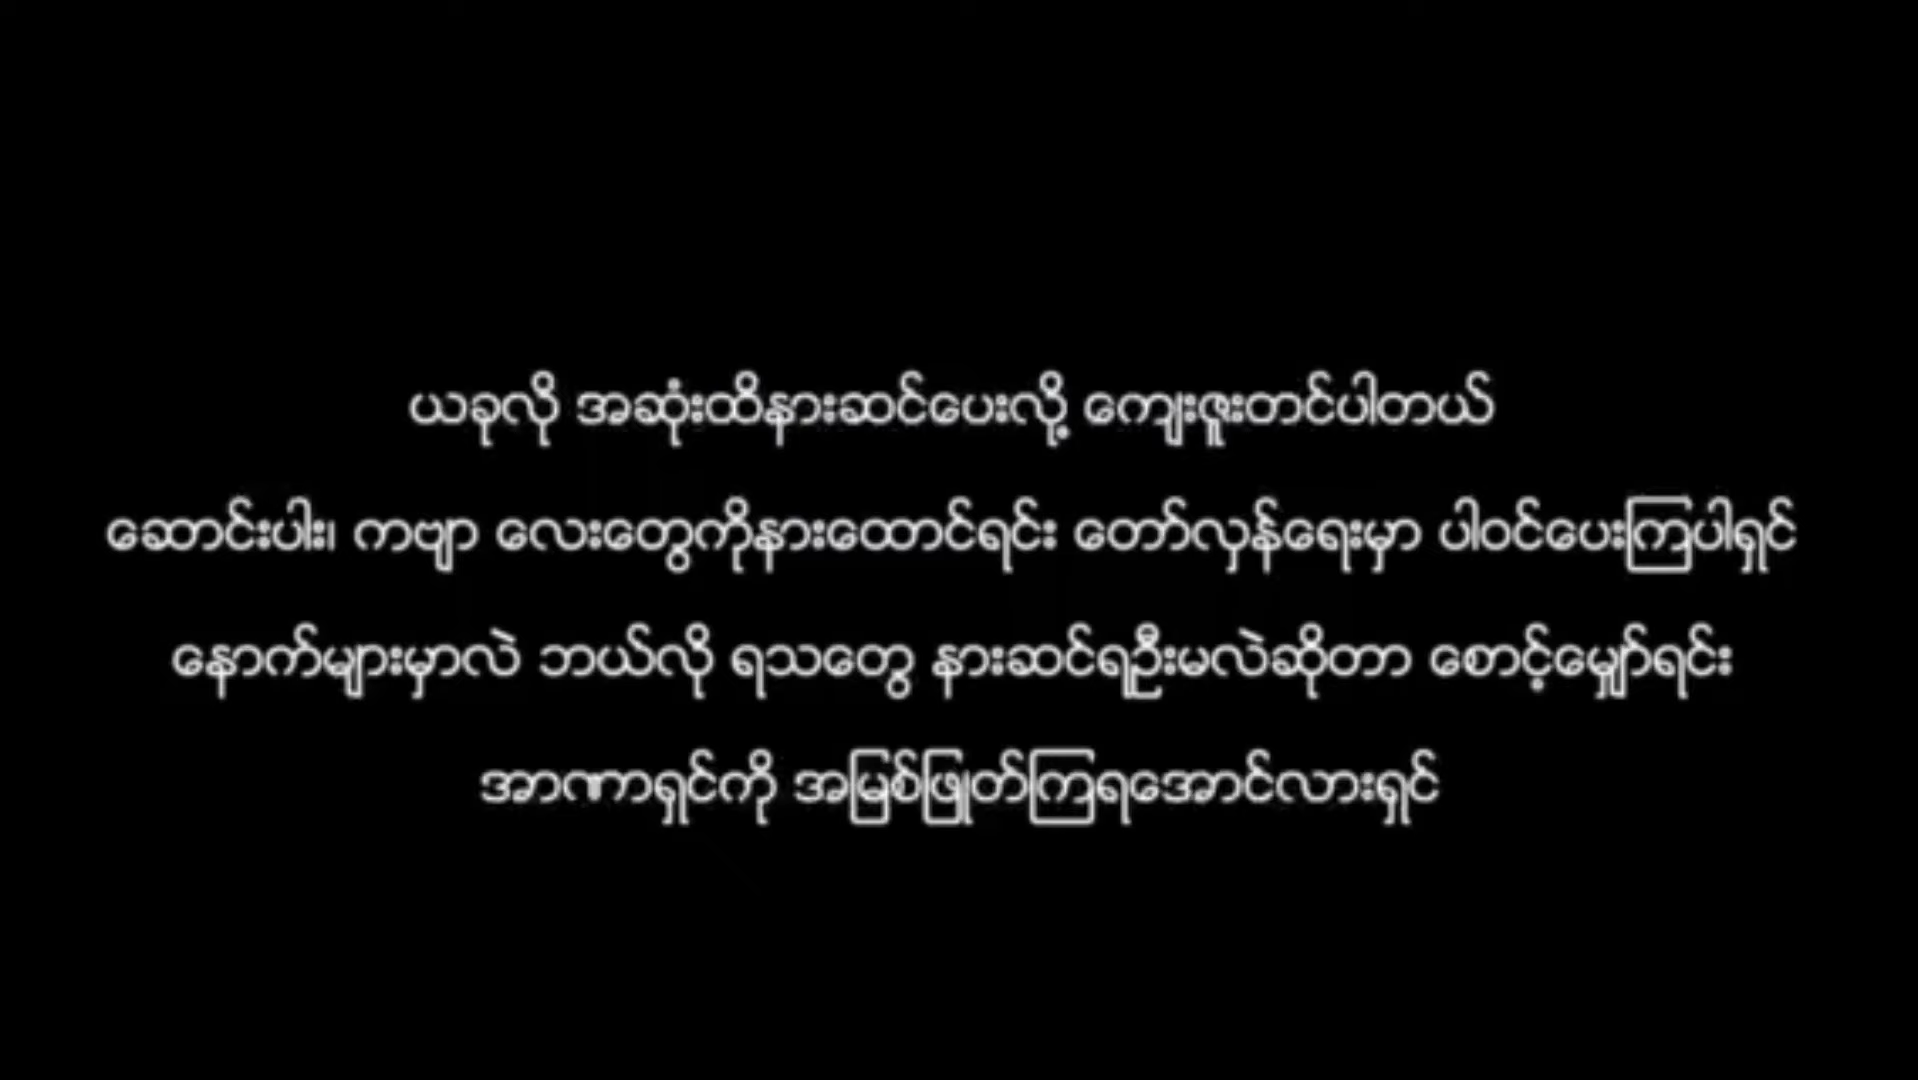 ယခုလို အဆုံးထိနားဆင်ပေးလို့ ကျေးဇူးတင်ပါတယ်
ဆောင်းပါး၊ ကဗျာ လေးတွေကိုနားထောင်ရင်း တော်လှန်ရေးမှာ ပါဝင်ပေးကြပါရှင်
နောက်များမှာလဲ ဘယ်လို ရသတွေ နားဆင်ရဦးမလဲဆိုတာ စောင့်မျှော်ရင်း
အာဏာရှင်ကို အမြစ်ဖြုတ်ကြရအောင်လားရှင်